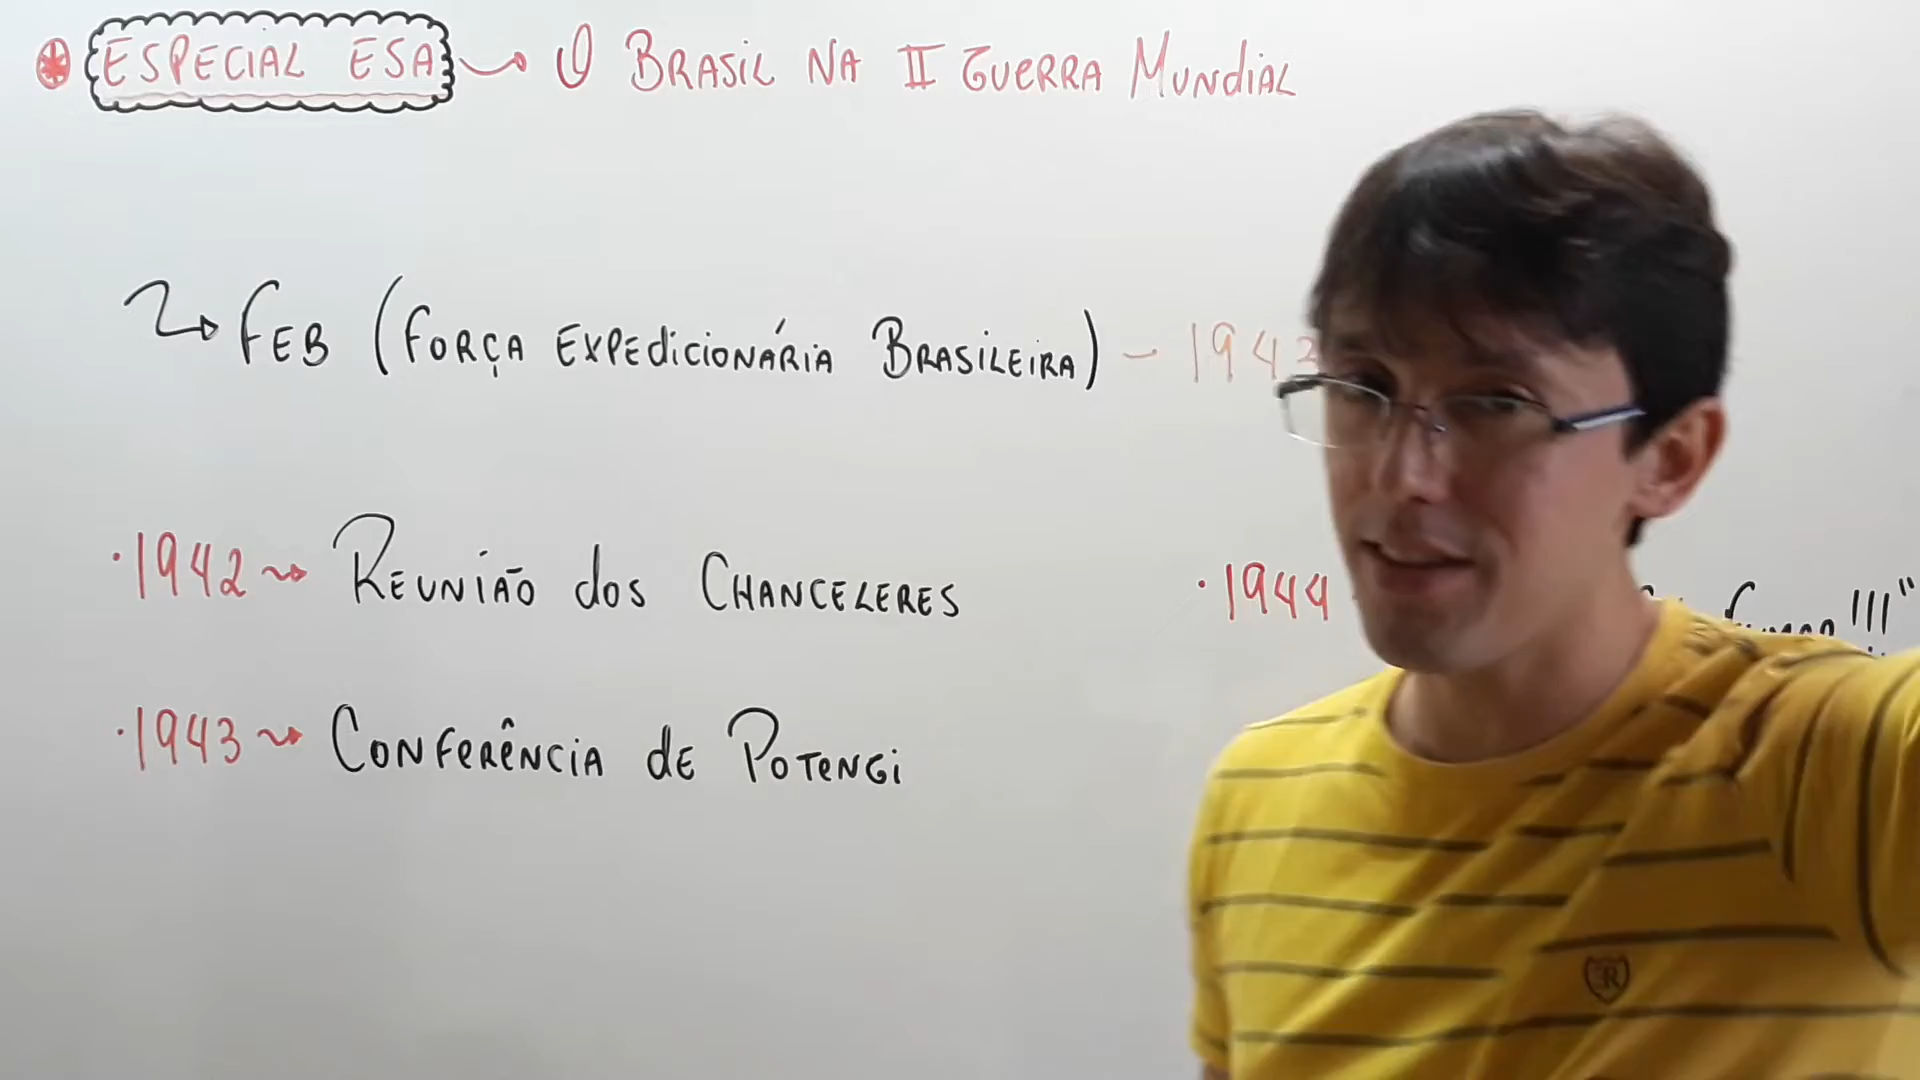 ESPECIAL ESA O BRASIL NA II GUERRA MUNDIAL
FEB (FORÇA EXPEDICIONÁRIA BRASILEIRA) - 1943
1942 REUNIÃO DOS CHANCELERES
1944 !!!"
1943 CONFERÊNCIA DE POTENGI
R